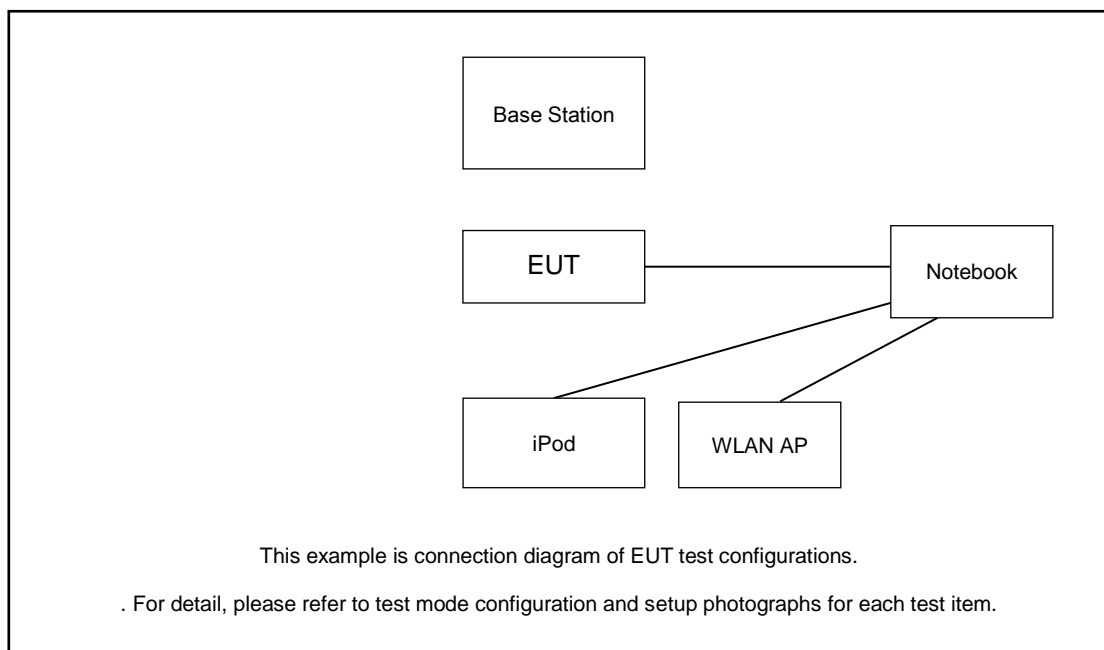 Base Station
EUT
Notebook
iPod
WLAN AP
This example is connection diagram of EUT test configurations.
. For detail, please refer to test mode configuration and setup photographs for each test item.